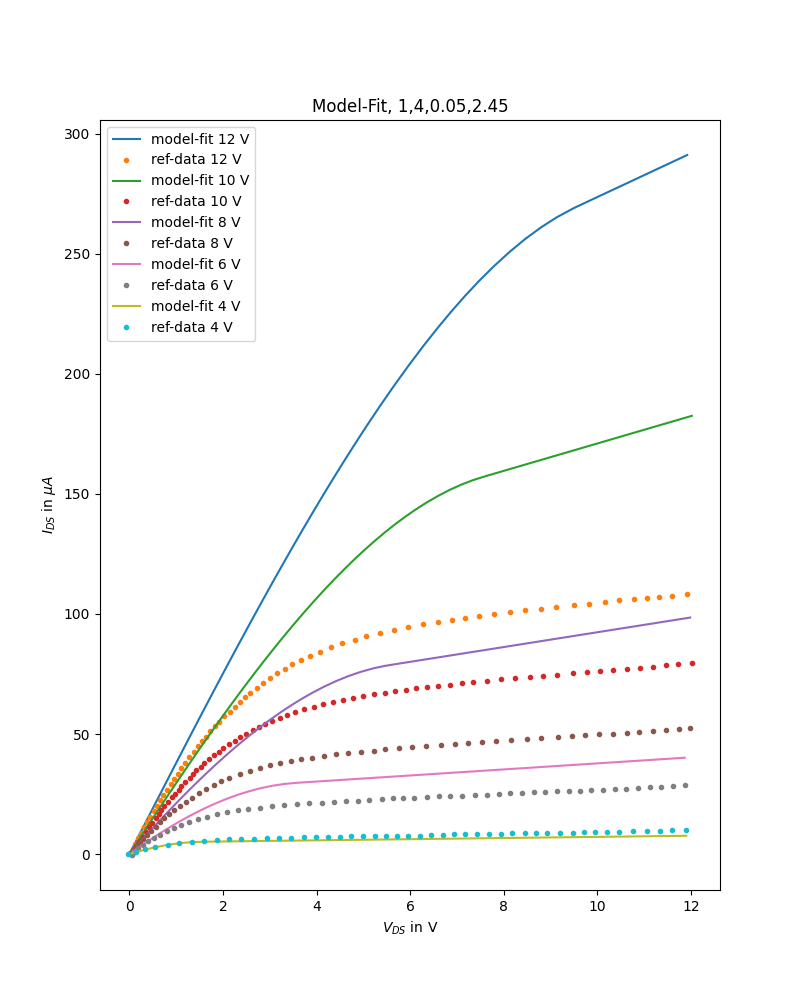 Model-Fit, 1,4,0.05,2.45
model-fit 12 V
ref-data 12 V
model-fit 10 V
ref-data 10 V
model-fit 8 V
ref-data 8 V
model-fit 6 V
ref-data 6 V
model-fit 4 V
ref-data 4 V
300
250
200
150
100
50
0
I_DS in μA
0 2 4 6 8 10 12
V_DS in V